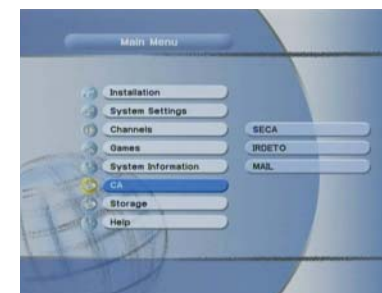 Main Menu
Installation
System Settings
Channels
Games
System Information
CA
Storage
Help
SECA
IRDETO
MAIL